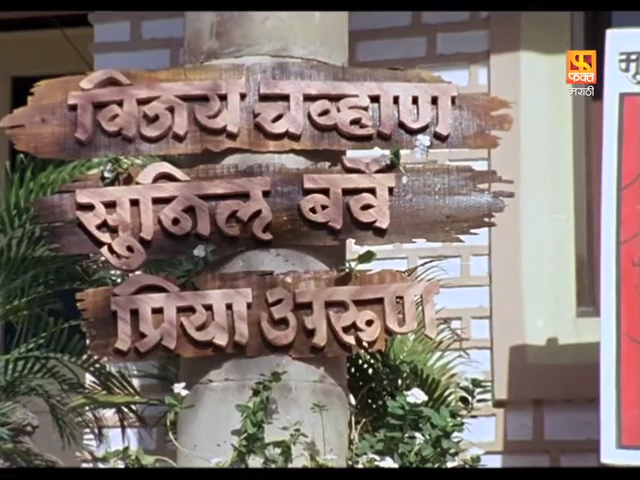 विजय चव्हाण
सुनिल बर्वे
प्रिया अरूण
फक्त
मराठी